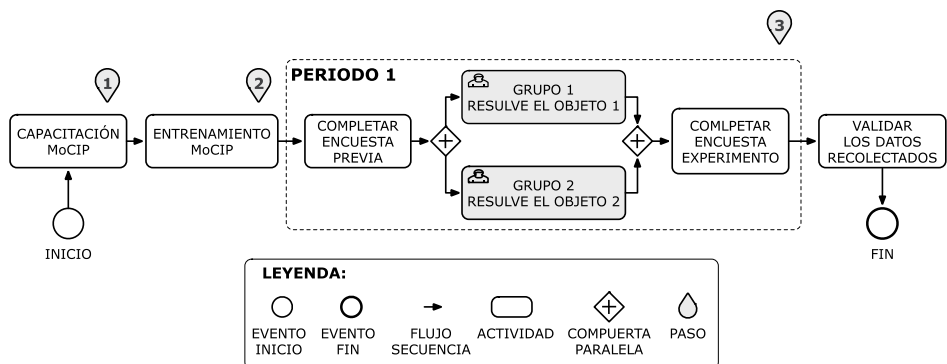 1
2
3
PERIODO 1
CAPACITACIÓN
MoCIP
ENTRENAMIENTO
MoCIP
COMPLETAR
ENCUESTA
PREVIA
GRUPO 1
RESULVE EL OBJETO 1
GRUPO 2
RESULVE EL OBJETO 2
COMLPETAR
ENCUESTA
EXPERIMENTO
VALIDAR
LOS DATOS
RECOLECTADOS
INICIO
FIN
LEYENDA:
EVENTO
INICIO
EVENTO
FIN
FLUJO
SECUENCIA
ACTIVIDAD
COMPUERTA
PARALELA
PASO